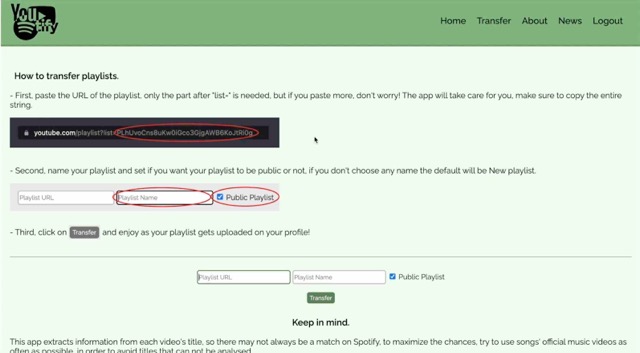 Youtify
Home Transfer About News Logout
How to transfer playlists.
- First, paste the URL of the playlist, only the part after "list=" is needed, but if you paste more, don't worry! The app will take care for you, make sure to copy the entire
string.
youtube.com/playlist?list=
- Second, name your playlist and set if you want your playlist to be public or not, if you don't choose any name the default will be New playlist.
Playlist URL Playlist Name Public Playlist
- Third, click on Transfer and enjoy as your playlist gets uploaded on your profile!
Playlist URL Playlist Name Public Playlist
Transfer
Keep in mind.
This app extracts information from each video's title, so there may not always be a match on Spotify, to maximize the chances, try to use songs' official music videos as
often as possible, in order to avoid titles that can not be analysed.